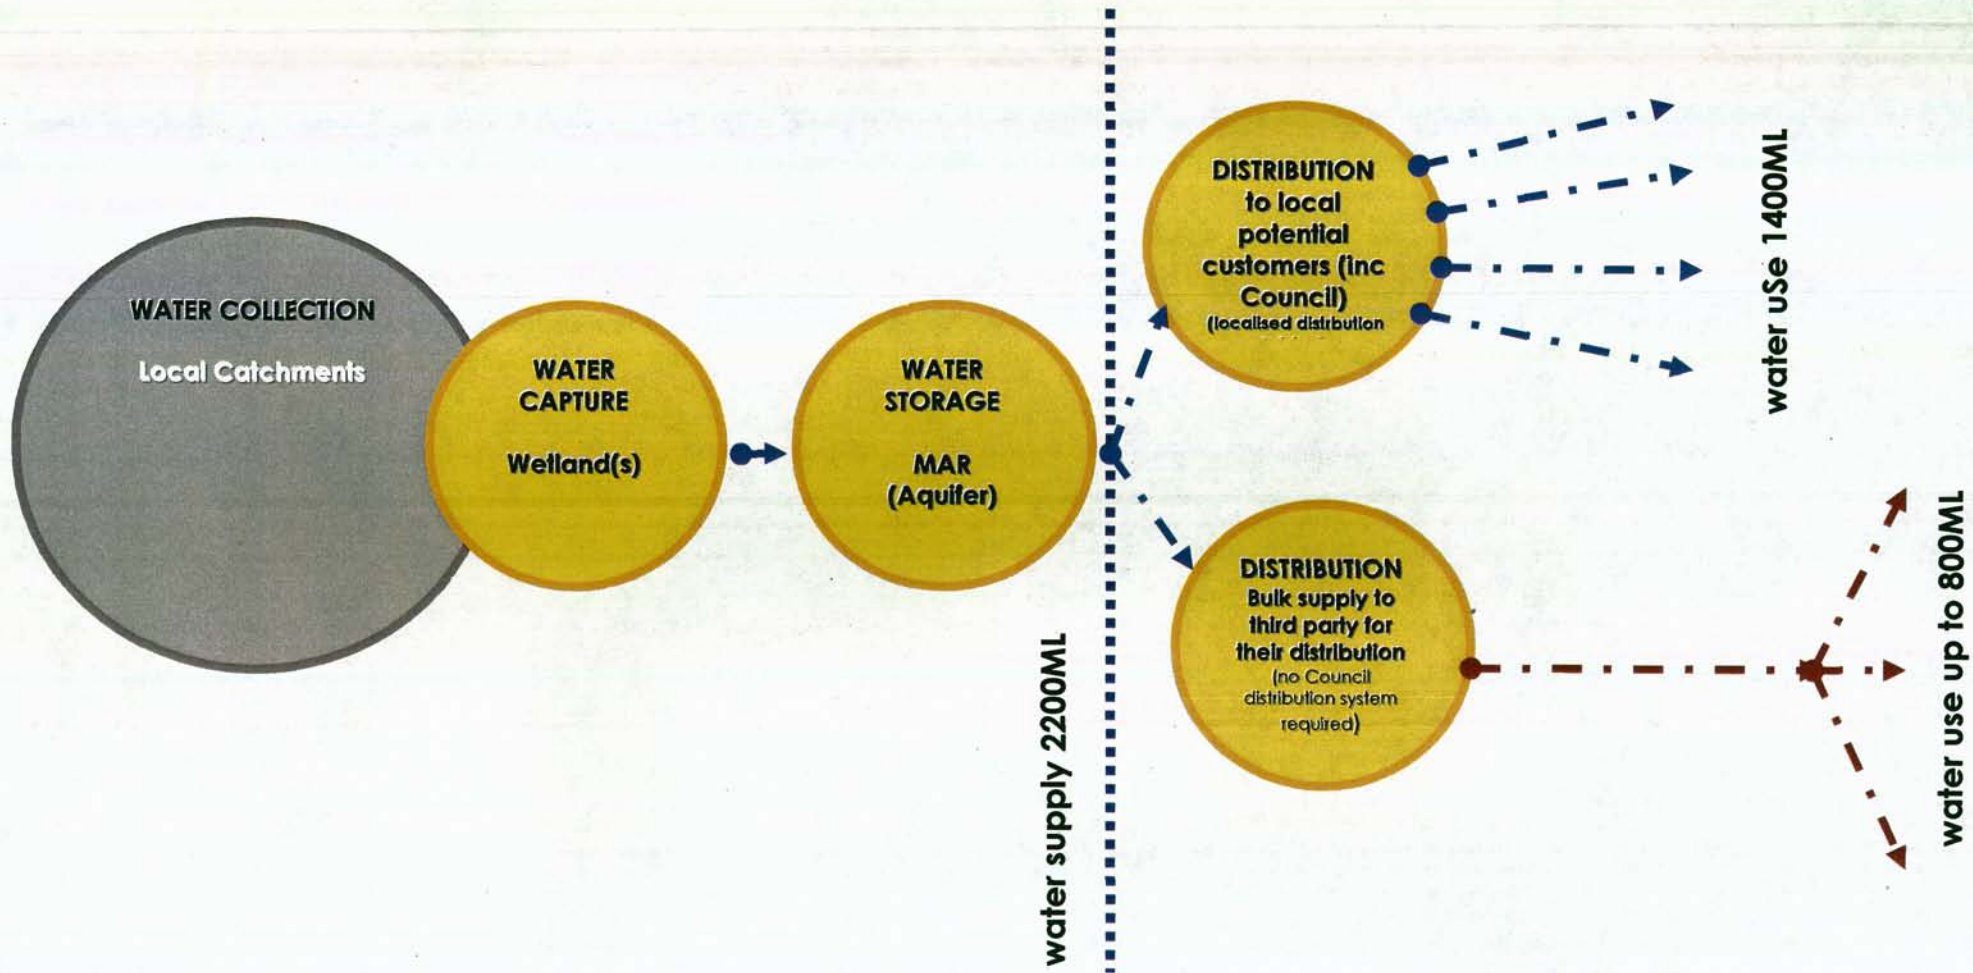 WATER COLLECTION
Local Catchments
WATER
CAPTURE
Wetland(s)
WATER
STORAGE
MAR
(Aquifer)
water supply 2200ML
DISTRIBUTION
to local
potential
customers (inc
Council)
(localised distribution
water uSe 1400ML
DISTRIBUTION
Bulk supply to
third party for
their distribution
(no Council
distribution system
required)
water use up to 800ML